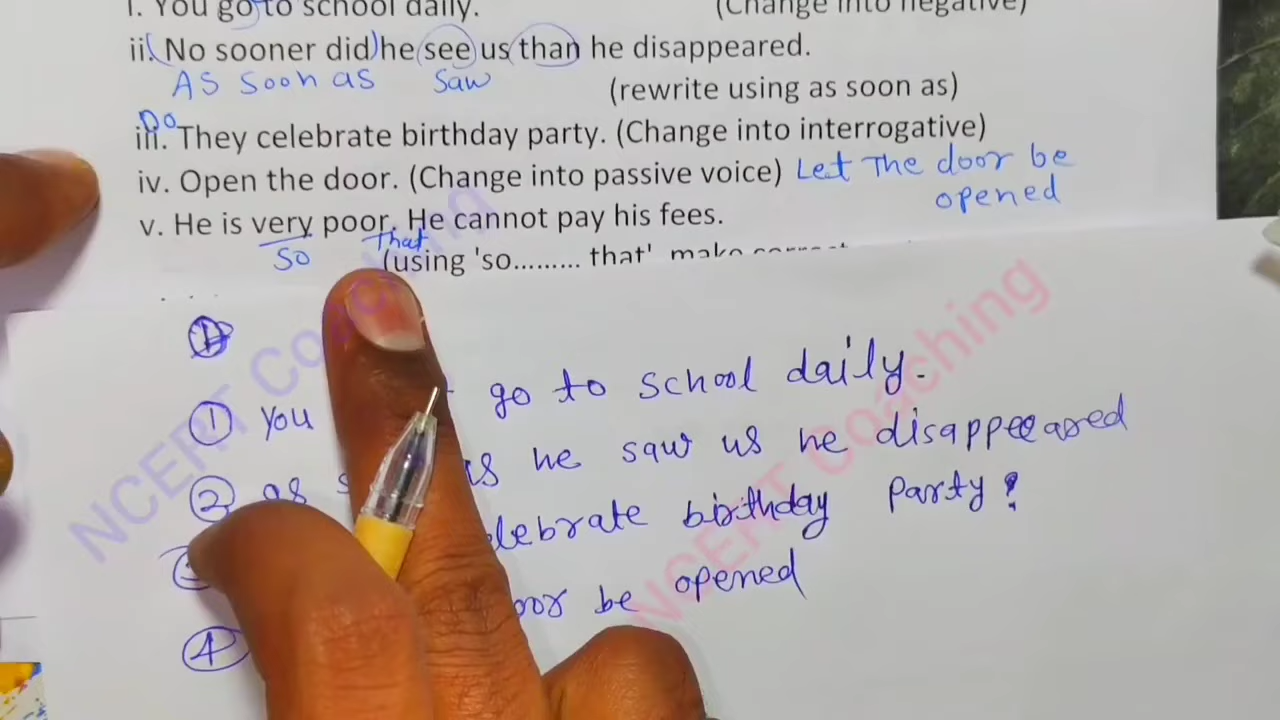 i. You go to school daily. (Change into negative)
ii. No sooner did he see us than he disappeared.
As soon as saw
(rewrite using as soon as)
Do
iii. They celebrate birthday party. (Change into interrogative)
iv. Open the door. (Change into passive voice) Let The door be
opened
v. He is very poor. He cannot pay his fees.
So That
(using 'so......... that' make correct
1
① You go to school daily.
② as as he saw us he disappeeared
celebrate birthday party?
④ be opened
NCERT Coaching
NCERT Coaching